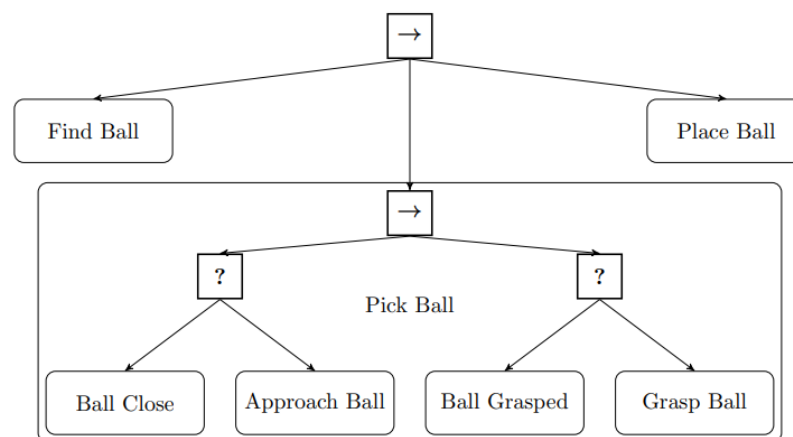 →
Find Ball
Place Ball
→
?
?
Pick Ball
Ball Close
Approach Ball
Ball Grasped
Grasp Ball